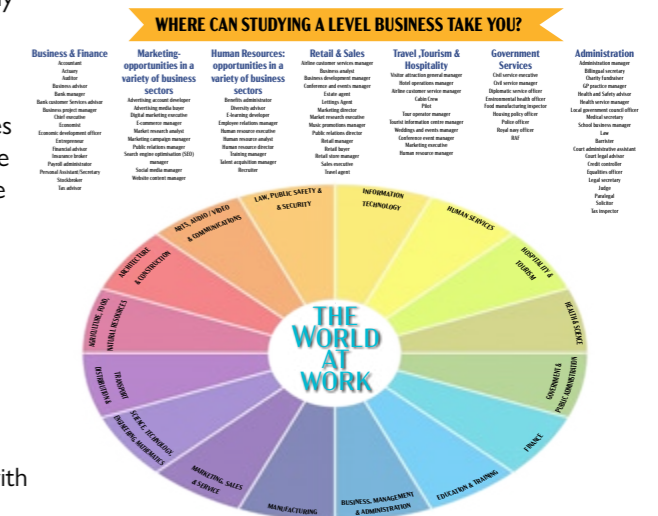 WHERE CAN STUDYING A LEVEL BUSINESS TAKE YOU?
Business & Finance
Accountant
Actuary
Auditor
Business advisor
Bank manager
Bank customer Services advisor
Business project manager
Chief executive
Economist
Economic development officer
Entrepreneur
Financial advisor
Insurance broker
Payroll administrator
Personal Assistant/Secretary
Stockbroker
Tax advisor
Marketing-
opportunities in a
variety of business
sectors
Advertising account developer
Advertising media buyer
Digital marketing executive
E-commerce manager
Market research analyst
Marketing campaign manager
Public relations manager
Search engine optimisation (SEO)
manager
Social media manager
Website content manager
Human Resources:
opportunities in a
variety of business
sectors
Benefits administrator
Diversity advisor
E-learning developer
Employee relations manager
Human resource executive
Human resource analyst
Human resource director
Training manager
Talent acquisition manager
Recruiter
Retail & Sales
Airline customer services manager
Business analyst
Business development manager
Conference and events manager
Estate agent
Lettings Agent
Marketing director
Market research executive
Music promotions manager
Public relations director
Retail manager
Retail buyer
Retail store manager
Sales executive
Travel agent
Travel ,Tourism &
Hospitality
Visitor attraction general manager
Hotel operations manager
Airline customer service manager
Cabin Crew
Pilot
Tour operator manager
Tourist information centre manager
Weddings and events manager
Conference event manager
Marketing executive
Human resource manager
Government
Services
Civil service executive
Civil service manager
Diplomatic service officer
Environmental health officer
Food manufacturing inspector
Housing policy officer
Police officer
Royal navy officer
RAF
Administration
Administration manager
Bilingual secretary
Charity fundraiser
GP practice manager
Health and Safety advisor
Health service manager
Local government council officer
Medical secretary
School business manager
Law
Barrister
Court administrative assistant
Court legal advisor
Credit controller
Equalities officer
Legal secretary
Judge
Paralegal
Solicitor
Tax inspector
THE
WORLD
AT
WORK
INFORMATION
TECHNOLOGY
HUMAN SERVICES
HOSPITALITY &
TOURISM
HEALTH & SCIENCE
GOVERNMENT &
PUBLIC ADMINISTRATION
FINANCE
EDUCATION & TRAINING
BUSINESS, MANAGEMENT
& ADMINISTRATION
MANUFACTURING
MARKETING, SALES
& SERVICE
SCIENCE, TECHNOLOGY,
ENGINEERING, MATHEMATICS
TRANSPORT
DISTRIBUTION &
AGRICULTURE, FOOD,
NATURAL RESOURCES
ARCHITECTURE
& CONSTRUCTION
ARTS, AUDIO/VIDEO
& COMMUNICATIONS
LAW, PUBLIC SAFETY &
& SECURITY